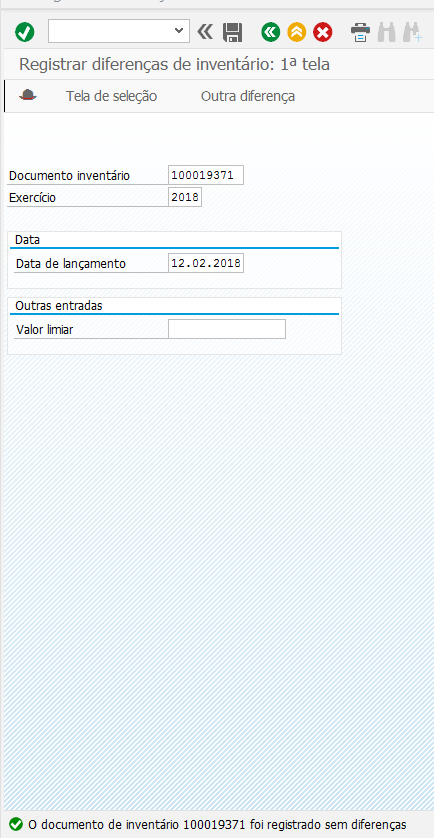 Registrar diferenças de inventário: 1ª tela
Tela de seleção Outra diferença
Documento inventário 100019371
Exercício 2018
Data
Data de lançamento 12.02.2018
Outras entradas
Valor limiar
O documento de inventário 100019371 foi registrado sem diferenças